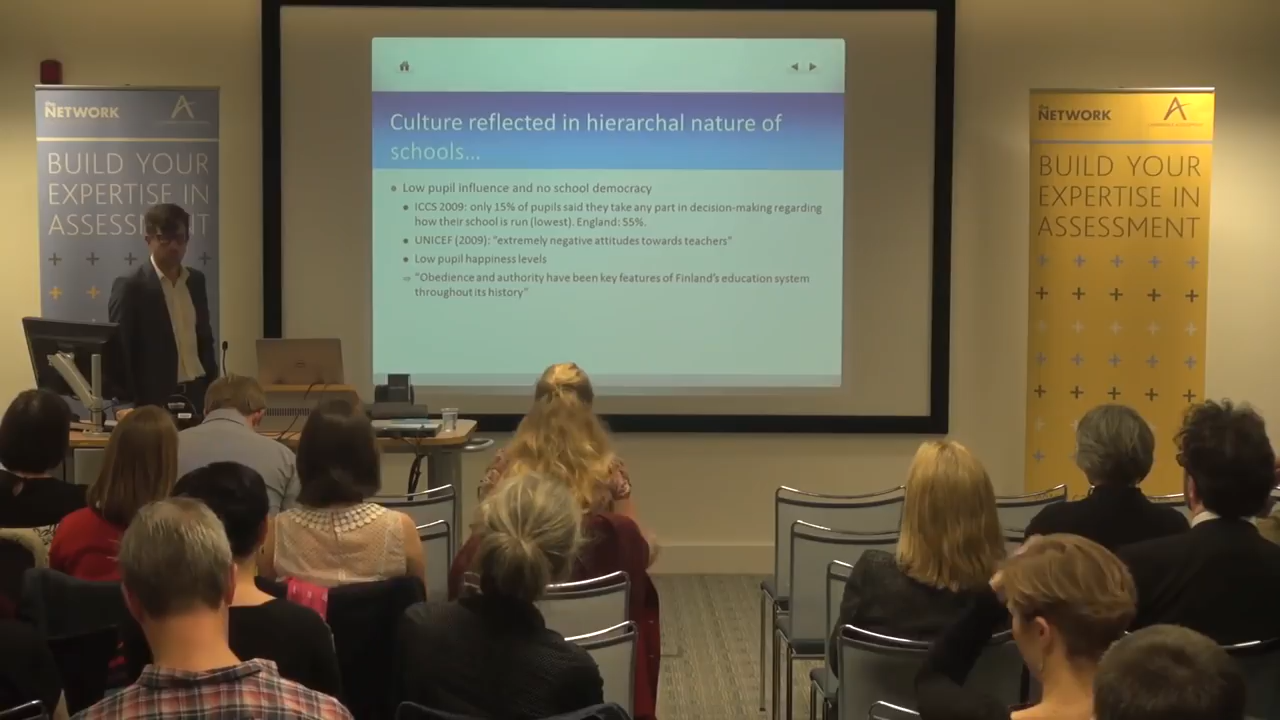 the
NETWORK
BUILD YOUR
EXPERTISE IN
ASSESSMENT
Culture reflected in hierarchal nature of
schools...
Low pupil influence and no school democracy
ICCS 2009: only 15% of pupils said they take any part in decision-making regarding
how their school is run (lowest). England: 55%.
UNICEF (2009): "extremely negative attitudes towards teachers"
Low pupil happiness levels
⇨ "Obedience and authority have been key features of Finland's education system
throughout its history"
the
NETWORK
BUILD YOUR
EXPERTISE IN
ASSESSMENT